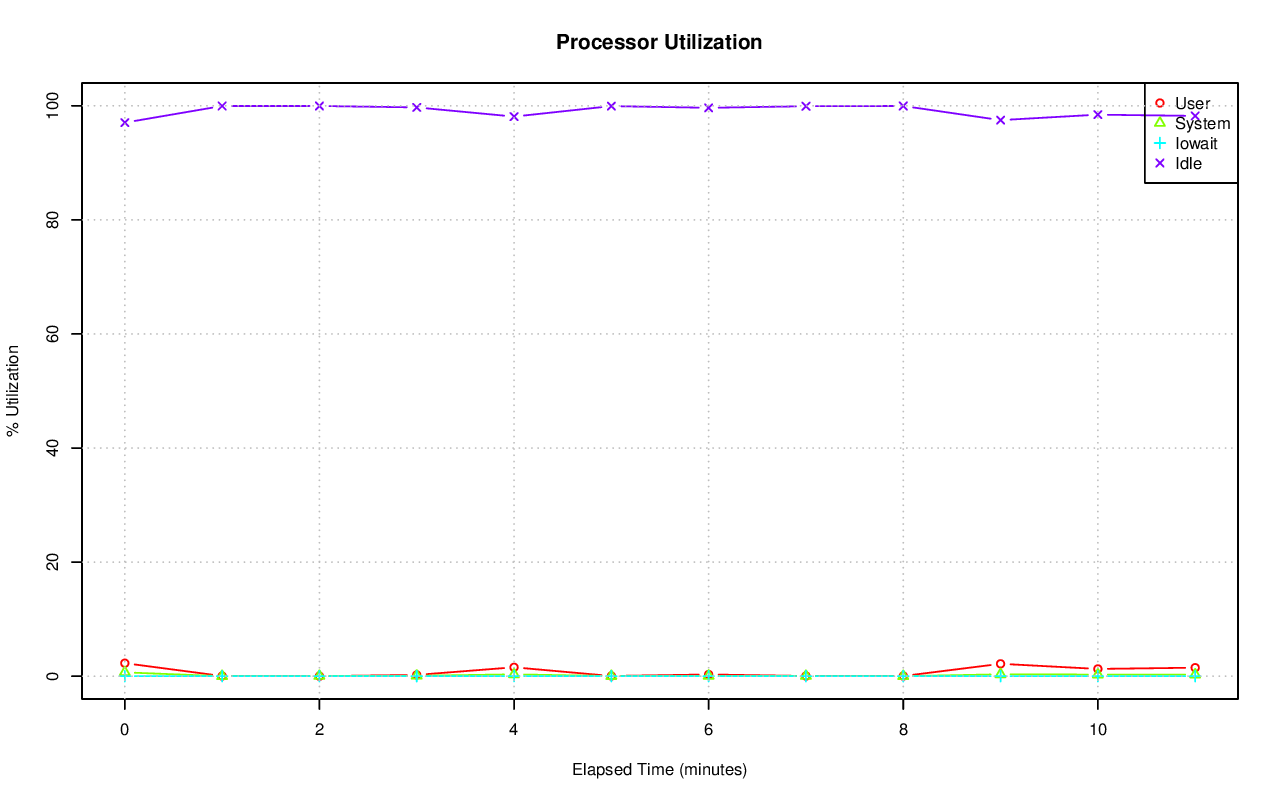 Processor Utilization
User
System
Iowait
Idle
% Utilization
100
80
60
40
20
0
0 2 4 6 8 10
Elapsed Time (minutes)